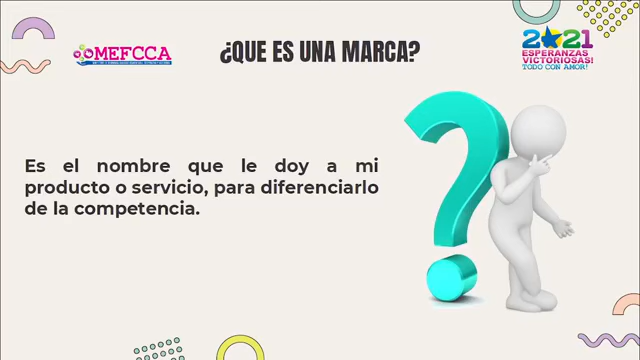 MEFCCA
¿QUE ES UNA MARCA?
2021
ESPERANZAS
VICTORIOSAS!
TODO CON AMOR!
Es el nombre que le doy a mi
producto o servicio, para diferenciarlo
de la competencia.